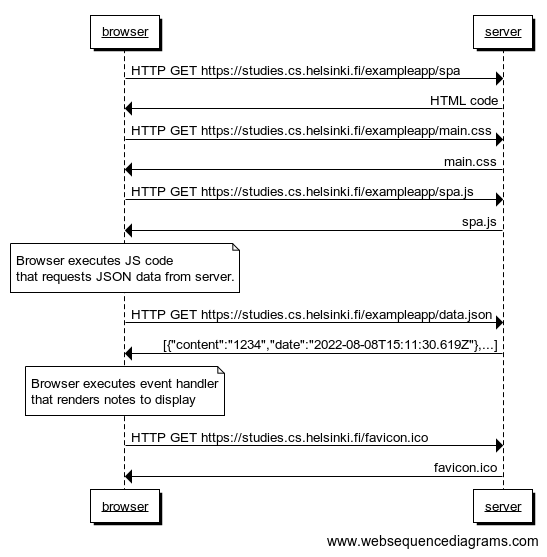 browser
server
HTTP GET https://studies.cs.helsinki.fi/exampleapp/spa
HTML code
HTTP GET https://studies.cs.helsinki.fi/exampleapp/main.css
main.css
HTTP GET https://studies.cs.helsinki.fi/exampleapp/spa.js
spa.js
Browser executes JS code
that requests JSON data from server.
HTTP GET https://studies.cs.helsinki.fi/exampleapp/data.json
[{"content":"1234","date":"2022-08-08T15:11:30.619Z"},...]
Browser executes event handler
that renders notes to display
HTTP GET https://studies.cs.helsinki.fi/favicon.ico
favicon.ico
browser
server
www.websequencediagrams.com